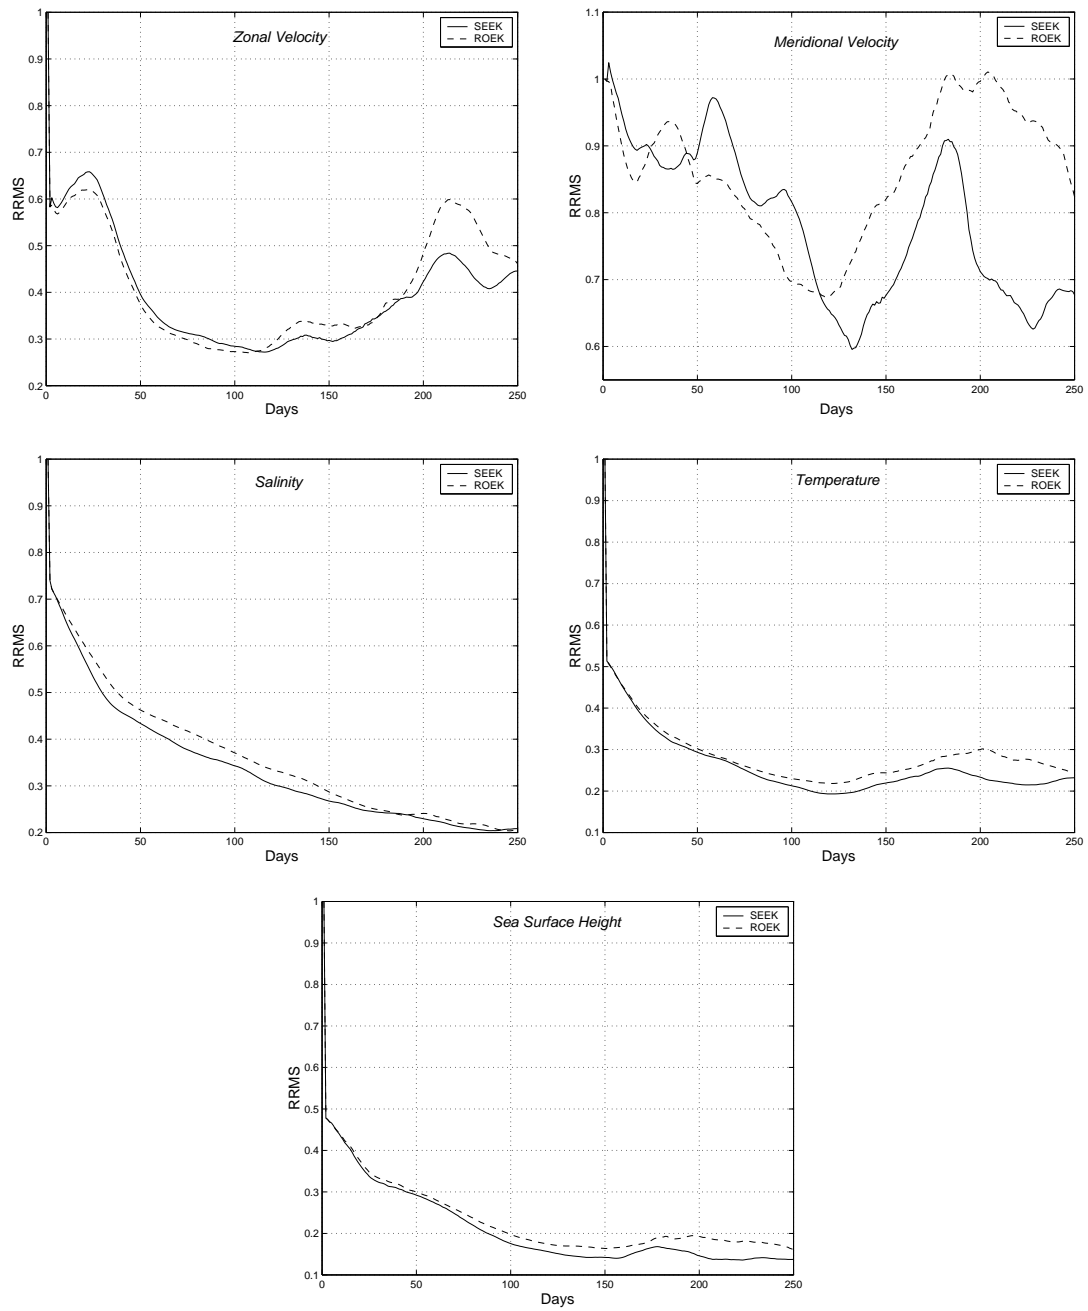 Zonal Velocity
SEEK
ROEK
1
0.9
0.8
0.7
0.6
0.5
0.4
0.3
0.2
RRMS
0 50 100 150 200 250
Days
Meridional Velocity
SEEK
ROEK
1.1
1
0.9
0.8
0.7
0.6
RRMS
0 50 100 150 200 250
Days
Salinity
SEEK
ROEK
1
0.9
0.8
0.7
0.6
0.5
0.4
0.3
0.2
RRMS
0 50 100 150 200 250
Days
Temperature
SEEK
ROEK
1
0.9
0.8
0.7
0.6
0.5
0.4
0.3
0.2
0.1
RRMS
0 50 100 150 200 250
Days
Sea Surface Height
SEEK
ROEK
1
0.9
0.8
0.7
0.6
0.5
0.4
0.3
0.2
0.1
RRMS
0 50 100 150 200 250
Days